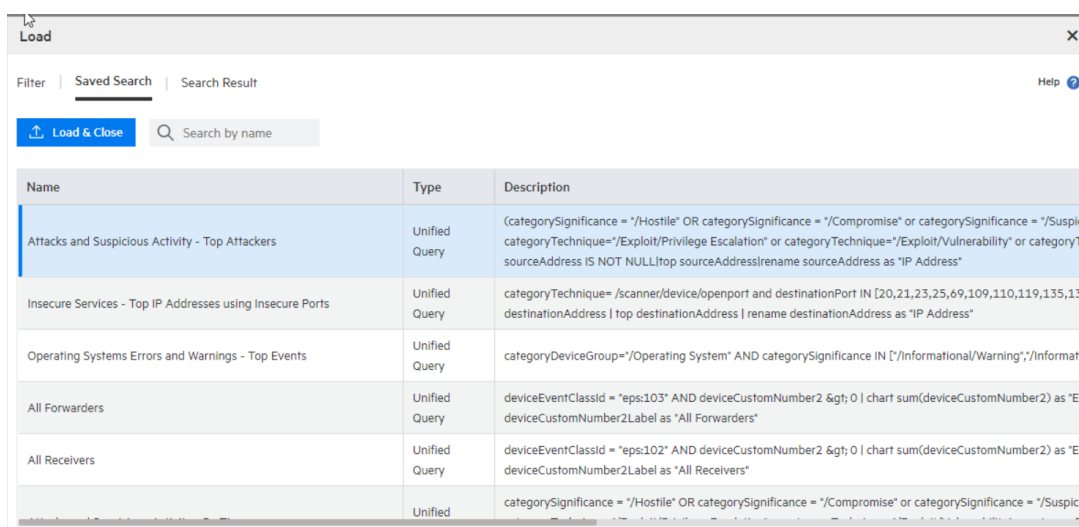 Load
Filter | Saved Search | Search Result
Help
Load & Close
Search by name
Name Type Description
Attacks and Suspicious Activity - Top Attackers
Unified
Query
(categorySignificance = "/Hostile" OR categorySignificance = "/Compromise" or categorySignificance = "/Suspic
categoryTechnique="/Exploit/Privilege Escalation" or categoryTechnique="/Exploit/Vulnerability" or categoryT
sourceAddress IS NOT NULL|top sourceAddress|rename sourceAddress as "IP Address"
Insecure Services - Top IP Addresses using Insecure Ports
Unified
Query
categoryTechnique= /scanner/device/openport and destinationPort IN [20,21,23,25,69,109,110,119,135,13
destinationAddress | top destinationAddress | rename destinationAddress as "IP Address"
Operating Systems Errors and Warnings - Top Events
Unified
Query
categoryDeviceGroup="/Operating System" AND categorySignificance IN ["/Informational/Warning","/Informat
All Forwarders
Unified
Query
deviceEventClassId = "eps:103" AND deviceCustomNumber2 &gt; 0 | chart sum(deviceCustomNumber2) as "E
deviceCustomNumber2Label as "All Forwarders"
All Receivers
Unified
Query
deviceEventClassId = "eps:102" AND deviceCustomNumber2 &gt; 0 | chart sum(deviceCustomNumber2) as "E
deviceCustomNumber2Label as "All Receivers"
Unified
categorySignificance = "/Hostile" OR categorySignificance = "/Compromise" or categorySignificance = "/Suspic